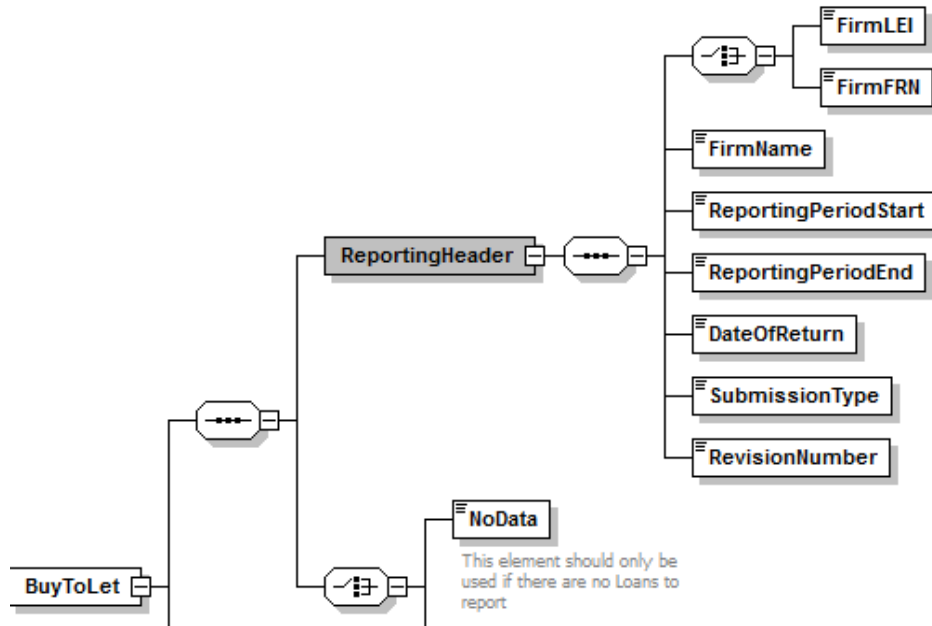 FirmLEI
FirmFRN
FirmName
ReportingPeriodStart
ReportingHeader
ReportingPeriodEnd
DateOfReturn
SubmissionType
RevisionNumber
NoData
This element should only be
used if there are no Loans to
report
BuyToLet